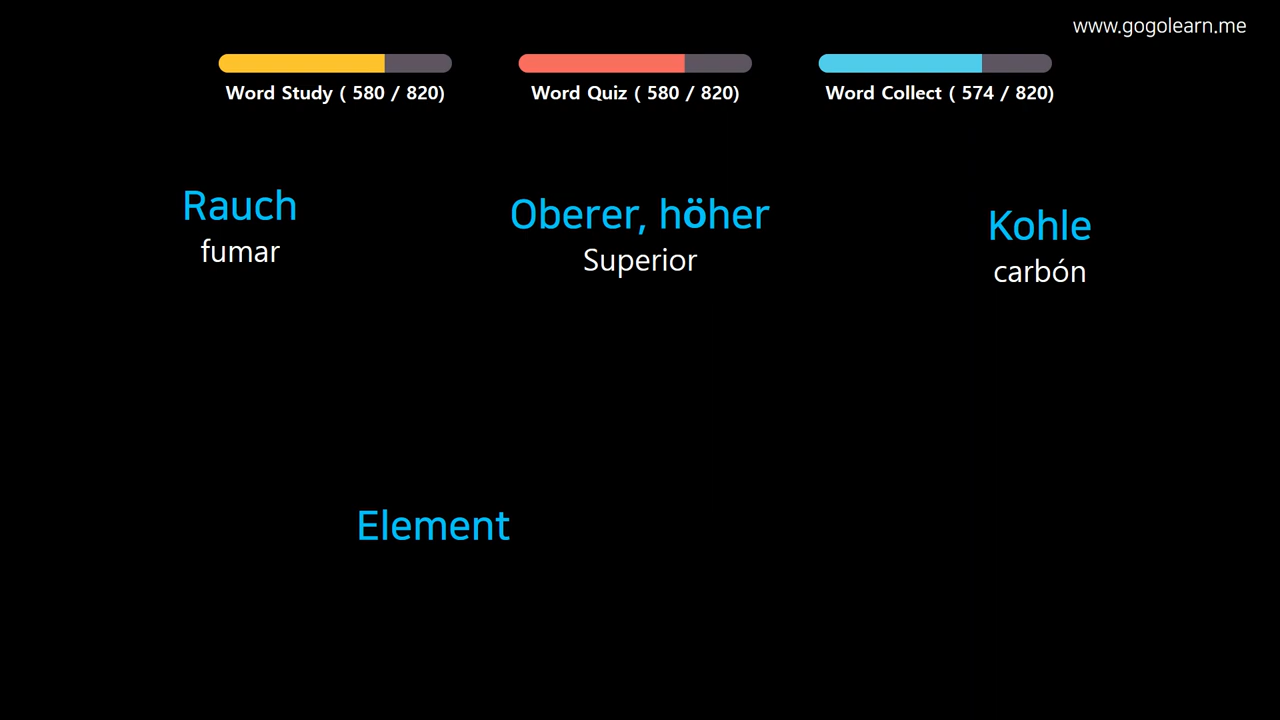 www.gogolearn.me
Word Study ( 580 / 820)
Word Quiz ( 580 / 820)
Word Collect ( 574 / 820)
Rauch
fumar
Oberer, höher
Superior
Kohle
carbón
Element